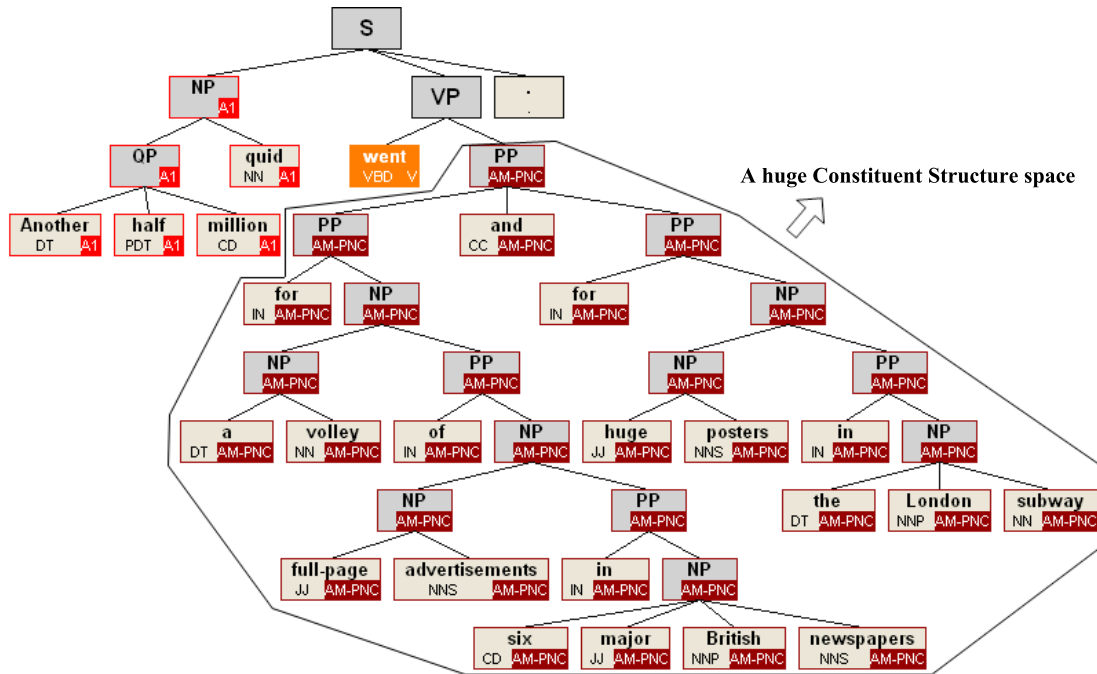 S
NP
A1
VP
.
.
QP
A1
quid
NN A1
went
VBD V
PP
AM-PNC
A huge Constituent Structure space
Another
DT A1
half
PDT A1
million
CD A1
PP
AM-PNC
and
CC AM-PNC
PP
AM-PNC
for
IN AM-PNC
NP
AM-PNC
for
IN AM-PNC
NP
AM-PNC
NP
AM-PNC
PP
AM-PNC
NP
AM-PNC
PP
AM-PNC
a
DT AM-PNC
volley
NN AM-PNC
of
IN AM-PNC
NP
AM-PNC
huge
JJ AM-PNC
posters
NNS AM-PNC
in
IN AM-PNC
NP
AM-PNC
NP
AM-PNC
PP
AM-PNC
the
DT AM-PNC
London
NNP AM-PNC
subway
NN AM-PNC
full-page
JJ AM-PNC
advertisements
NNS AM-PNC
in
IN AM-PNC
NP
AM-PNC
six
CD AM-PNC
major
JJ AM-PNC
British
NNP AM-PNC
newspapers
NNS AM-PNC